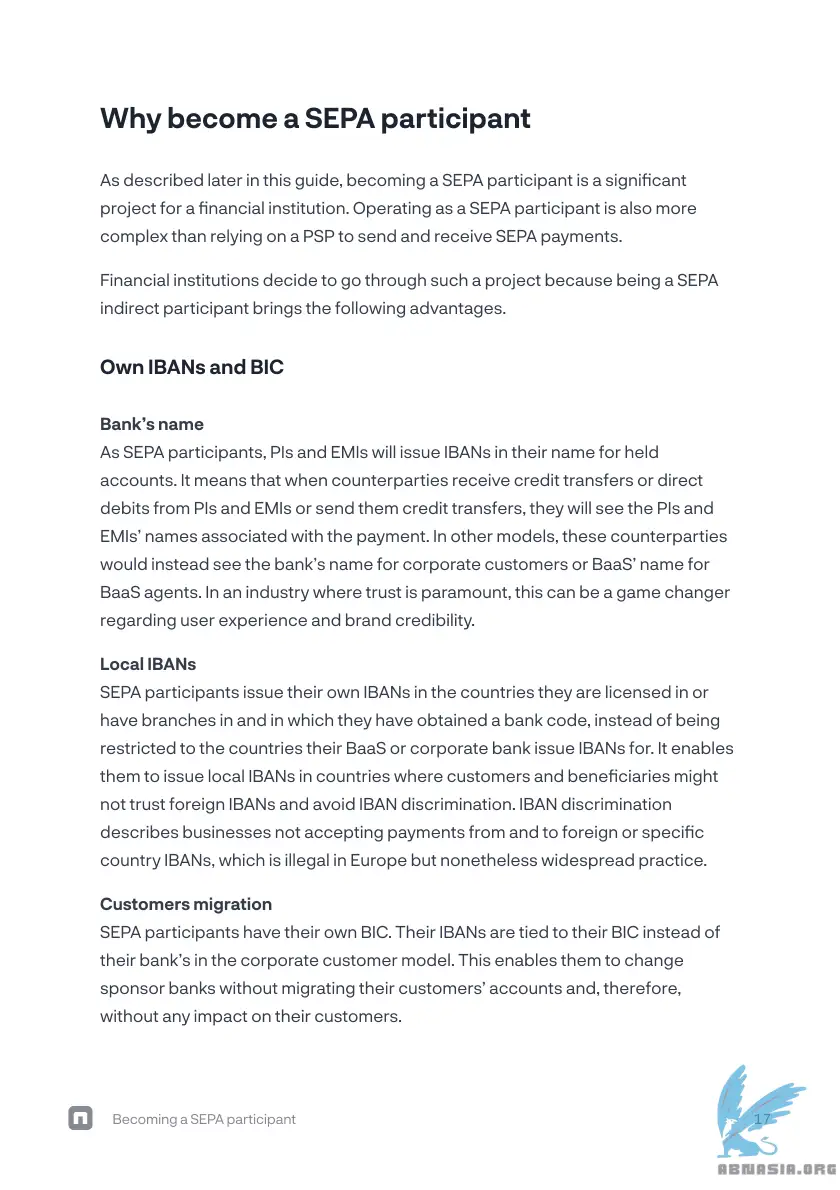 Why become a SEPA participant
As described later in this guide, becoming a SEPA participant is a significant
project for a financial institution. Operating as a SEPA participant is also more
complex than relying on a PSP to send and receive SEPA payments.
Financial institutions decide to go through such a project because being a SEPA
indirect participant brings the following advantages.
Own IBANs and BIC
Bank’s name
As SEPA participants, PIs and EMIs will issue IBANs in their name for held
accounts. It means that when counterparties receive credit transfers or direct
debits from PIs and EMIs or send them credit transfers, they will see the PIs and
EMIs’ names associated with the payment. In other models, these counterparties
would instead see the bank’s name for corporate customers or BaaS’ name for
BaaS agents. In an industry where trust is paramount, this can be a game changer
regarding user experience and brand credibility.
Local IBANs
SEPA participants issue their own IBANs in the countries they are licensed in or
have branches in and in which they have obtained a bank code, instead of being
restricted to the countries their BaaS or corporate bank issue IBANs for. It enables
them to issue local IBANs in countries where customers and beneficiaries might
not trust foreign IBANs and avoid IBAN discrimination. IBAN discrimination
describes businesses not accepting payments from and to foreign or specific
country IBANs, which is illegal in Europe but nonetheless widespread practice.
Customers migration
SEPA participants have their own BIC. Their IBANs are tied to their BIC instead of
their bank’s in the corporate customer model. This enables them to change
sponsor banks without migrating their customers’ accounts and, therefore,
without any impact on their customers.
Becoming a SEPA participant
17
ABNASIA.ORG